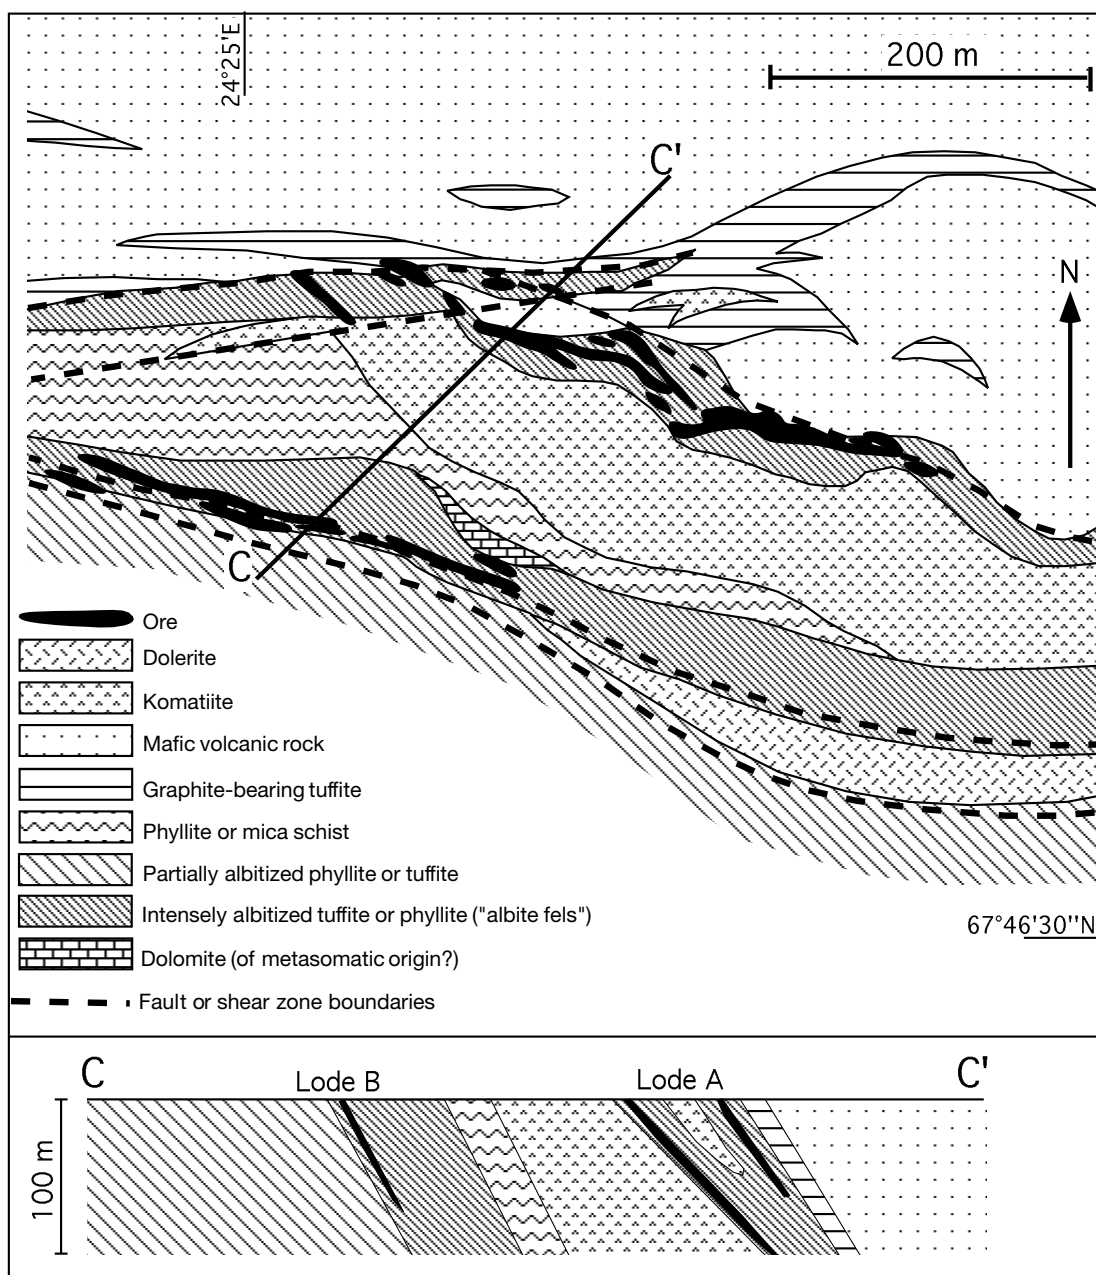 24°25'E
200 m
C'
N
C
Ore
Dolerite
Komatiite
Mafic volcanic rock
Graphite-bearing tuffite
Phyllite or mica schist
Partially albitized phyllite or tuffite
Intensely albitized tuffite or phyllite ("albite fels")
67°46'30''N
Dolomite (of metasomatic origin?)
Fault or shear zone boundaries
C
Lode B
Lode A
C'
100 m